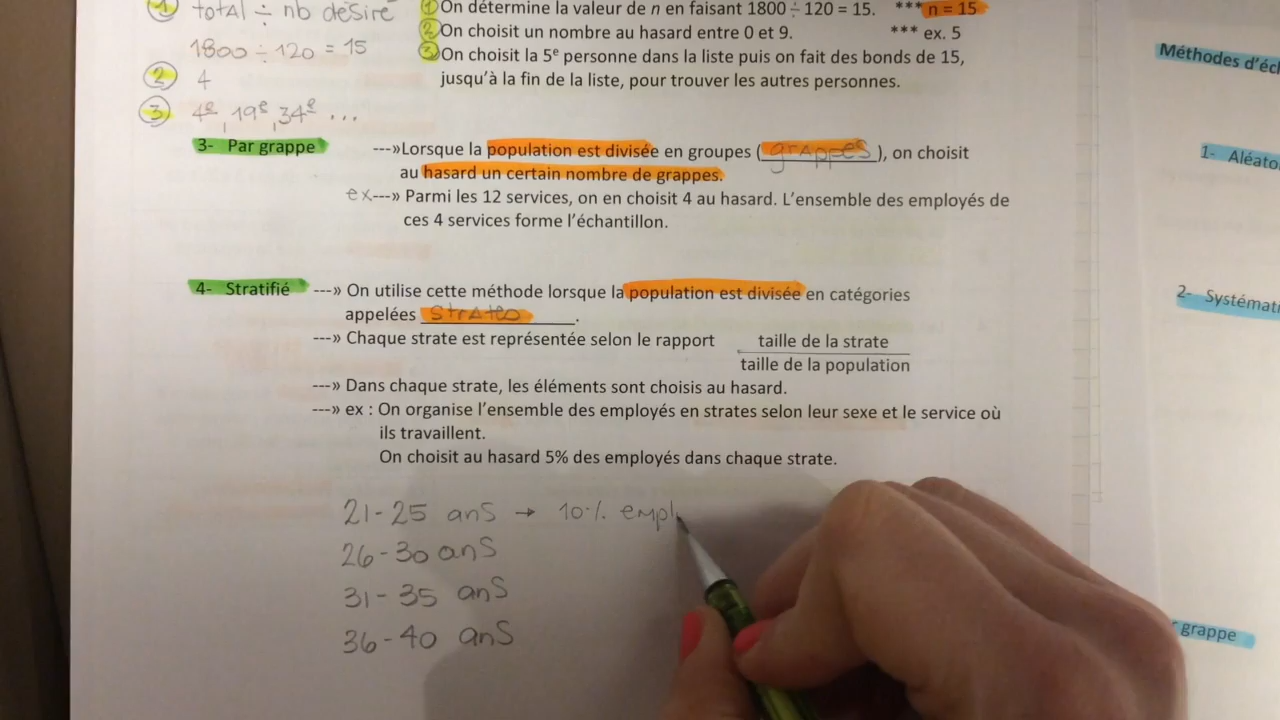 1 total ÷ nb désiré
1800 ÷ 120 = 15
2 4
3 4e, 19e, 34e ...
1 On détermine la valeur de n en faisant 1800 ÷ 120 = 15. *** n = 15
2 On choisit un nombre au hasard entre 0 et 9. *** ex. 5
3 On choisit la 5e personne dans la liste puis on fait des bonds de 15,
jusqu'à la fin de la liste, pour trouver les autres personnes.
3- Par grappe ---» Lorsque la population est divisée en groupes (grappes), on choisit
au hasard un certain nombre de grappes.
ex ---» Parmi les 12 services, on en choisit 4 au hasard. L'ensemble des employés de
ces 4 services forme l'échantillon.
4- Stratifié ---» On utilise cette méthode lorsque la population est divisée en catégories
appelées strates.
---» Chaque strate est représentée selon le rapport taille de la strate
taille de la population
---» Dans chaque strate, les éléments sont choisis au hasard.
---» ex : On organise l'ensemble des employés en strates selon leur sexe et le service où
ils travaillent.
On choisit au hasard 5% des employés dans chaque strate.
21-25 ans → 10% empl
26-30 ans
31-35 ans
36-40 ans
Méthodes d'éch
1- Aléato
2- Systémati
grappe